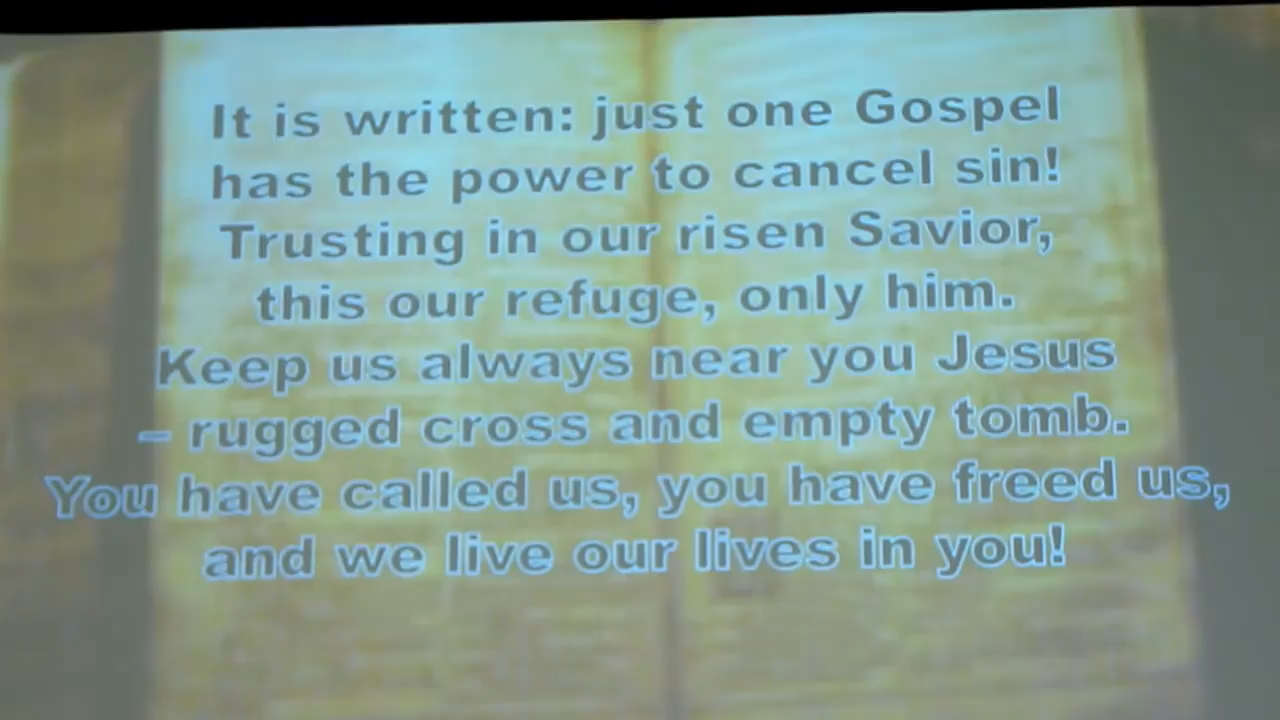 It is written: just one Gospel
has the power to cancel sin!
Trusting in our risen Savior,
this our refuge, only him.
Keep us always near you Jesus
– rugged cross and empty tomb.
You have called us, you have freed us,
and we live our lives in you!